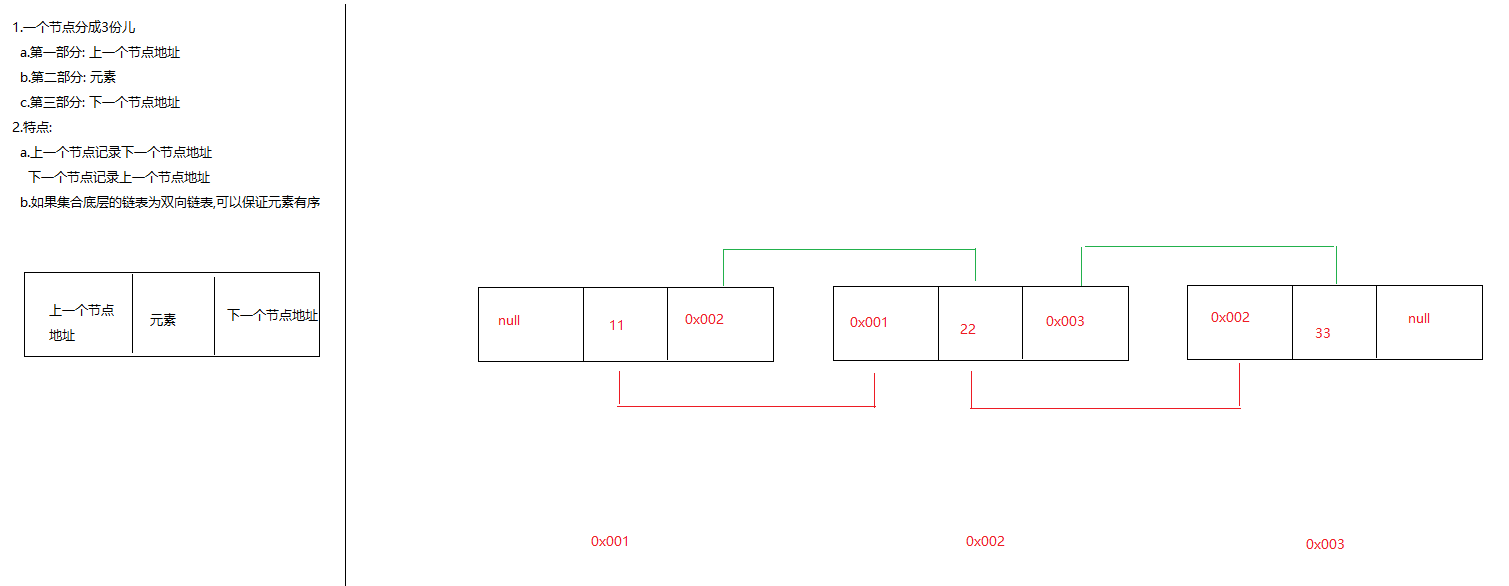 1.一个节点分成3份儿
a.第一部分: 上一个节点地址
b.第二部分: 元素
c.第三部分: 下一个节点地址
2.特点:
a.上一个节点记录下一个节点地址
下一个节点记录上一个节点地址
b.如果集合底层的链表为双向链表,可以保证元素有序
上一个节点
地址
元素
下一个节点地址
null
11
0x002
0x001
22
0x003
0x002
33
null
0x001
0x002
0x003